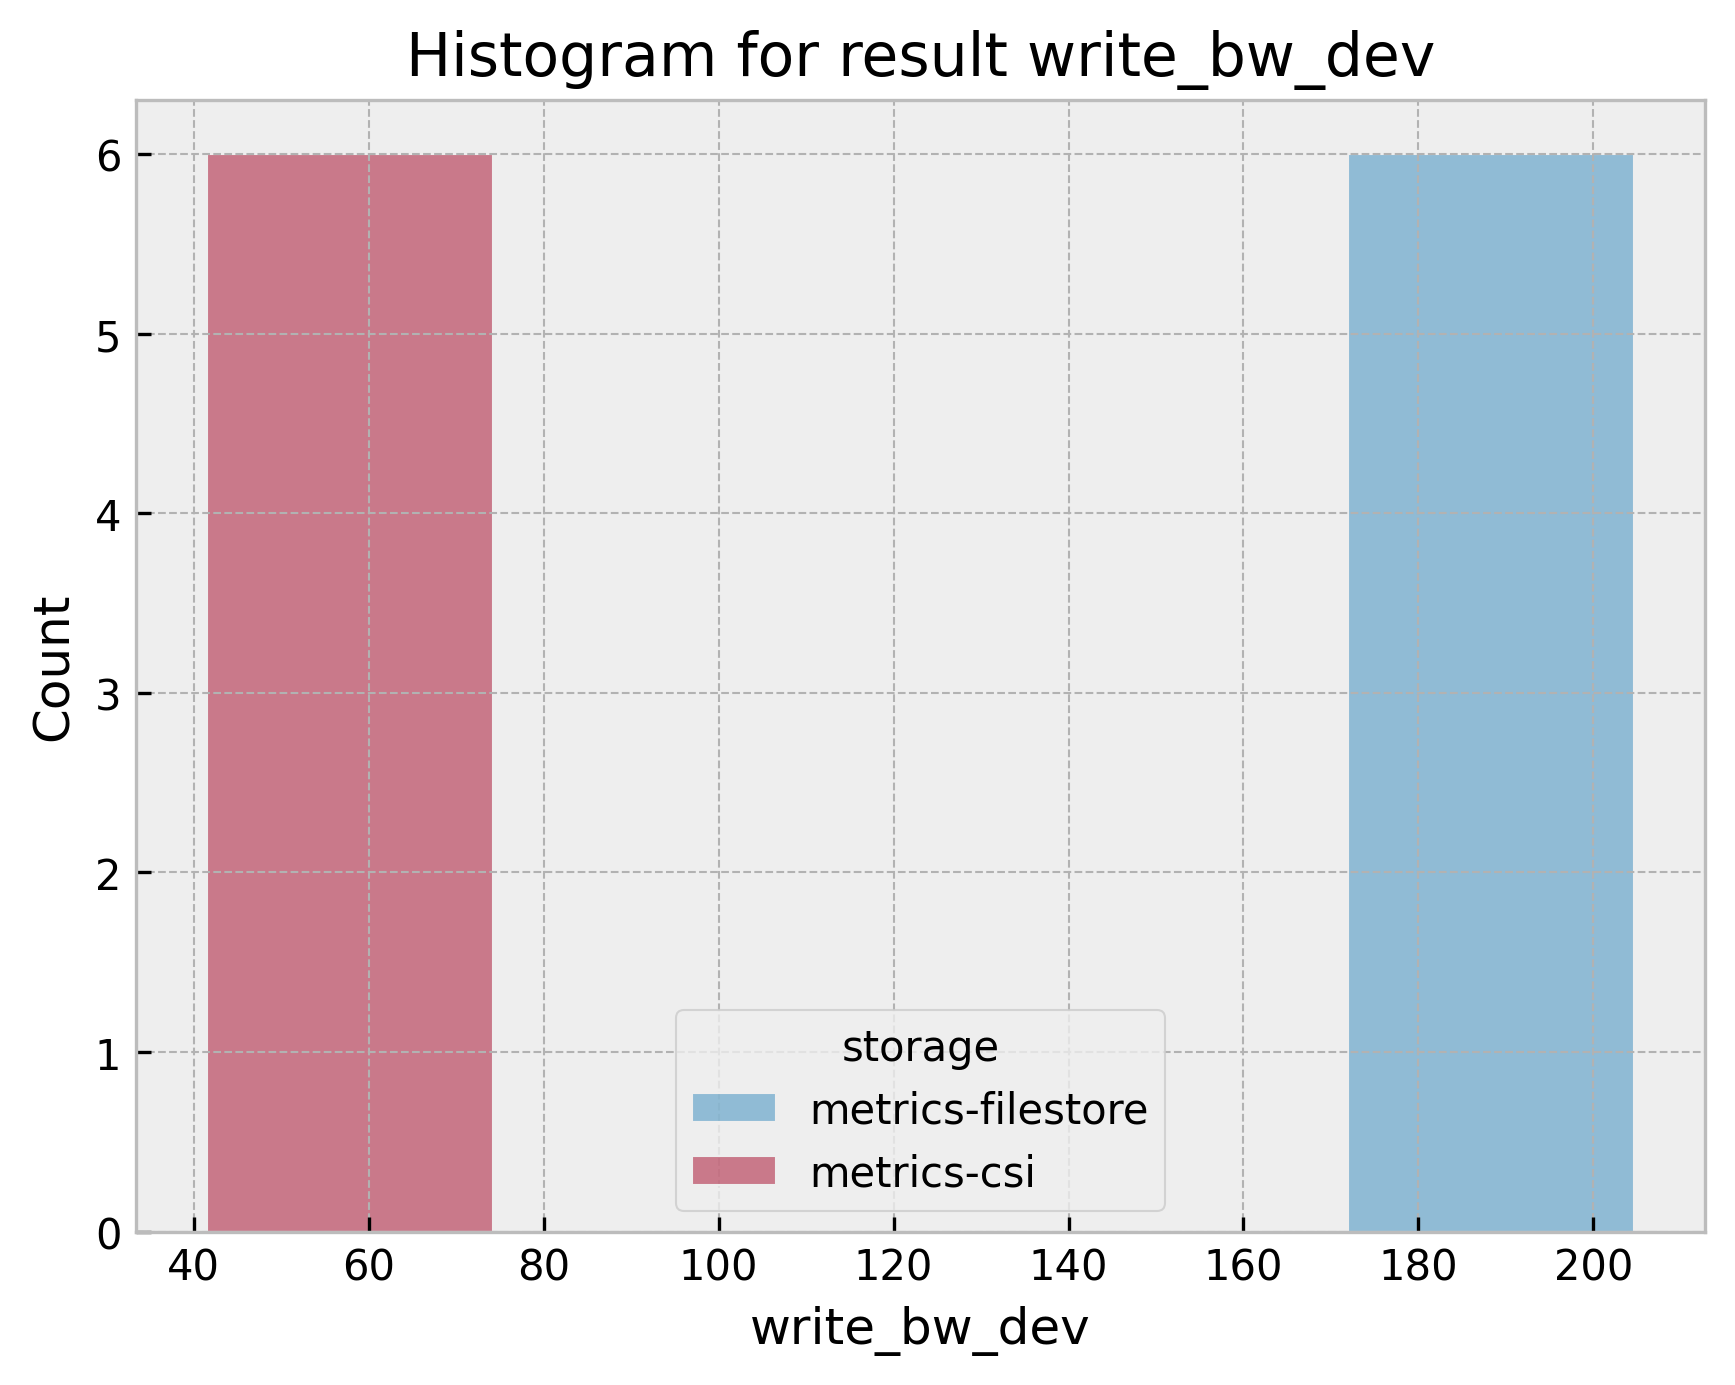 Histogram for result write_bw_dev
6
5
4
3
2
1
0
Count
storage
metrics-filestore
metrics-csi
40 60 80 100 120 140 160 180 200
write_bw_dev